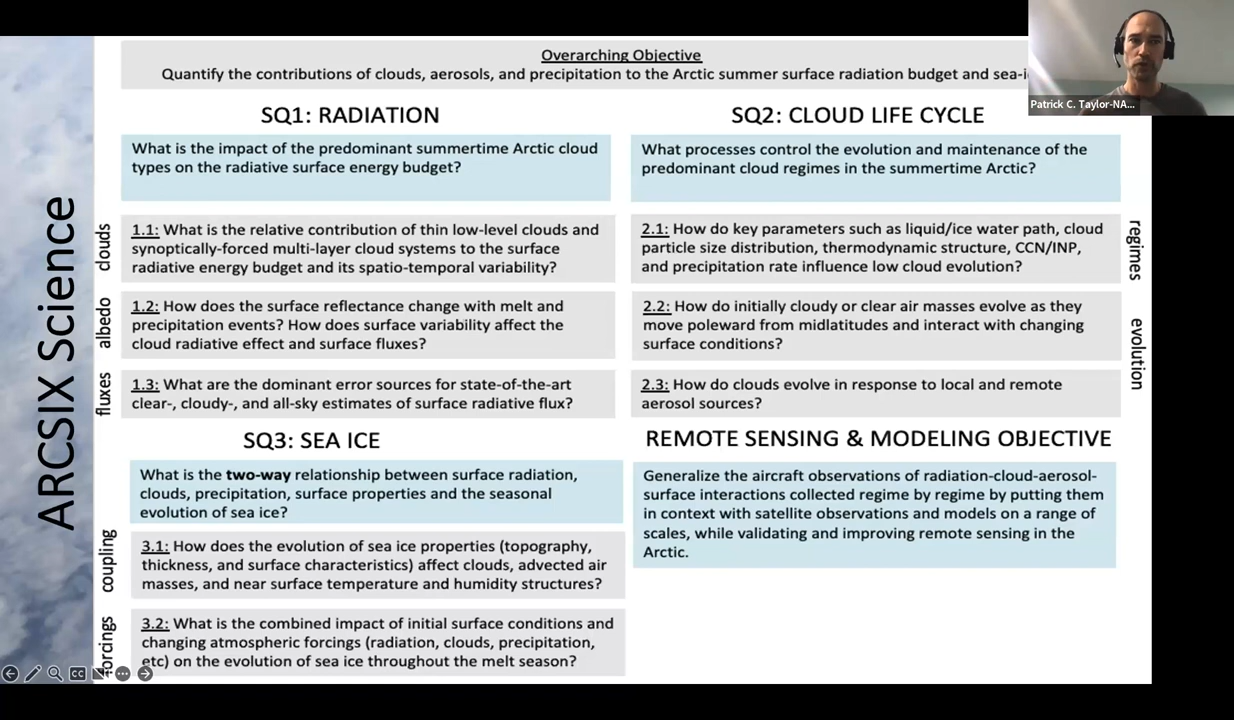 Overarching Objective
Quantify the contributions of clouds, aerosols, and precipitation to the Arctic summer surface radiation budget and
Patrick C. Taylor-NA...
ARCSIX Science
SQ1: RADIATION
What is the impact of the predominant summertime Arctic cloud
types on the radiative surface energy budget?
clouds
1.1: What is the relative contribution of thin low-level clouds and
synoptically-forced multi-layer cloud systems to the surface
radiative energy budget and its spatio-temporal variability?
albedo
1.2: How does the surface reflectance change with melt and
precipitation events? How does surface variability affect the
cloud radiative effect and surface fluxes?
fluxes
1.3: What are the dominant error sources for state-of-the-art
clear-, cloudy-, and all-sky estimates of surface radiative flux?
SQ2: CLOUD LIFE CYCLE
What processes control the evolution and maintenance of the
predominant cloud regimes in the summertime Arctic?
regimes
2.1: How do key parameters such as liquid/ice water path, cloud
particle size distribution, thermodynamic structure, CCN/INP,
and precipitation rate influence low cloud evolution?
evolution
2.2: How do initially cloudy or clear air masses evolve as they
move poleward from midlatitudes and interact with changing
surface conditions?
2.3: How do clouds evolve in response to local and remote
aerosol sources?
SQ3: SEA ICE
What is the two-way relationship between surface radiation,
clouds, precipitation, surface properties and the seasonal
evolution of sea ice?
coupling
3.1: How does the evolution of sea ice properties (topography,
thickness, and surface characteristics) affect clouds, advected air
masses, and near surface temperature and humidity structures?
forcings
3.2: What is the combined impact of initial surface conditions and
changing atmospheric forcings (radiation, clouds, precipitation,
etc) on the evolution of sea ice throughout the melt season?
REMOTE SENSING & MODELING OBJECTIVE
Generalize the aircraft observations of radiation-cloud-aerosol-
surface interactions collected regime by regime by putting them
in context with satellite observations and models on a range of
scales, while validating and improving remote sensing in the
Arctic.
CC